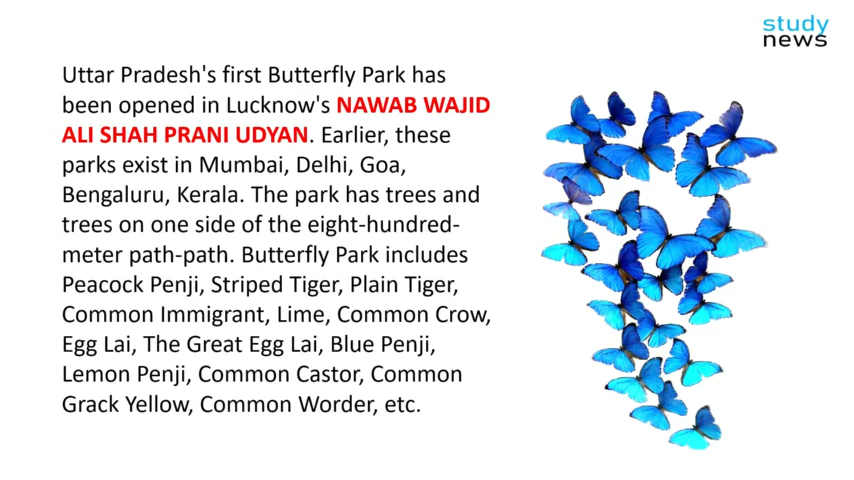 study
news
Uttar Pradesh's first Butterfly Park has
been opened in Lucknow's NAWAB WAJID
ALI SHAH PRANI UDYAN. Earlier, these
parks exist in Mumbai, Delhi, Goa,
Bengaluru, Kerala. The park has trees and
trees on one side of the eight-hundred-
meter path-path. Butterfly Park includes
Peacock Penji, Striped Tiger, Plain Tiger,
Common Immigrant, Lime, Common Crow,
Egg Lai, The Great Egg Lai, Blue Penji,
Lemon Penji, Common Castor, Common
Grack Yellow, Common Worder, etc.